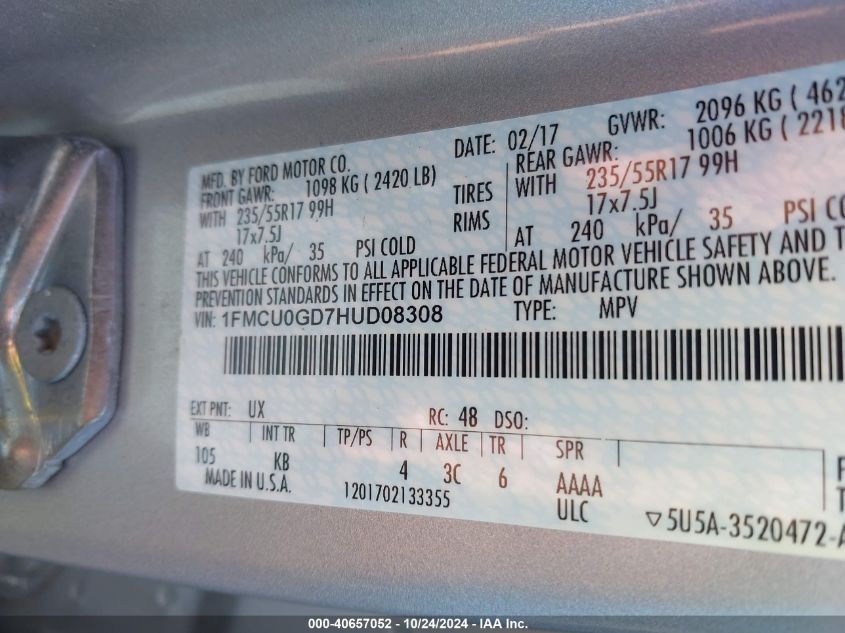 MFD. BY FORD MOTOR CO. DATE: 02/17 GVWR: 2096 KG ( 462
FRONT GAWR: 1098 KG ( 2420 LB) REAR GAWR: 1006 KG ( 2218
WITH 235/55R17 99H TIRES WITH 235/55R17 99H
17x7.5J RIMS 17x7.5J
AT 240 kPa/ 35 PSI COLD AT 240 kPa/ 35 PSI CO
THIS VEHICLE CONFORMS TO ALL APPLICABLE FEDERAL MOTOR VEHICLE SAFETY AND T
PREVENTION STANDARDS IN EFFECT ON THE DATE OF MANUFACTURE SHOWN ABOVE.
VIN: 1FMCU0GD7HUD08308 TYPE: MPV
EXT PNT: UX RC: 48 DSO:
WB INT TR TP/PS R AXLE TR SPR
105 KB 4 3C 6 AAAA
MADE IN U.S.A. 1201702133355 ULC ▽5U5A-3520472-A
F
T
000-40657052 - 10/24/2024 - IAA Inc.